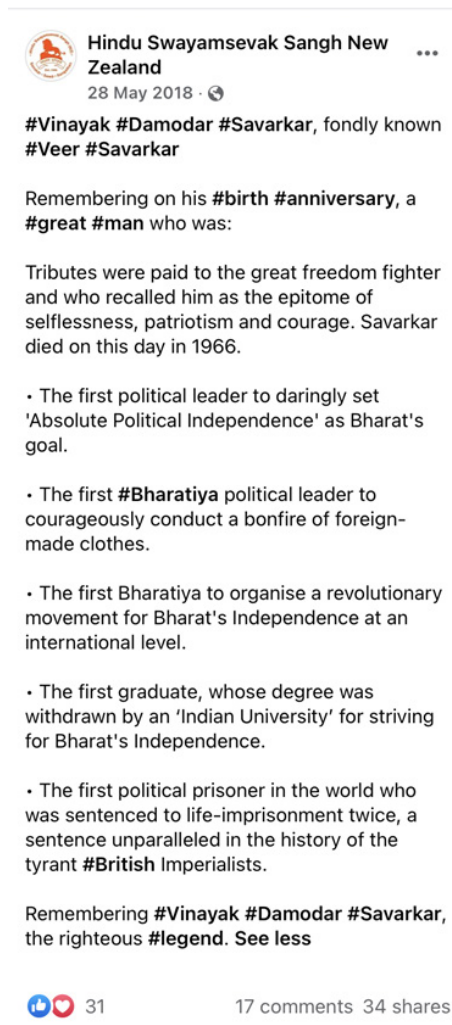 Hindu Swayamsevak Sangh New
Zealand
28 May 2018 ·
#Vinayak #Damodar #Savarkar, fondly known
#Veer #Savarkar
Remembering on his #birth #anniversary, a
#great #man who was:
Tributes were paid to the great freedom fighter
and who recalled him as the epitome of
selflessness, patriotism and courage. Savarkar
died on this day in 1966.
• The first political leader to daringly set
'Absolute Political Independence' as Bharat's
goal.
• The first #Bharatiya political leader to
courageously conduct a bonfire of foreign-
made clothes.
• The first Bharatiya to organise a revolutionary
movement for Bharat's Independence at an
international level.
• The first graduate, whose degree was
withdrawn by an ‘Indian University’ for striving
for Bharat's Independence.
• The first political prisoner in the world who
was sentenced to life-imprisonment twice, a
sentence unparalleled in the history of the
tyrant #British Imperialists.
Remembering #Vinayak #Damodar #Savarkar,
the righteous #legend. See less
31 17 comments 34 shares